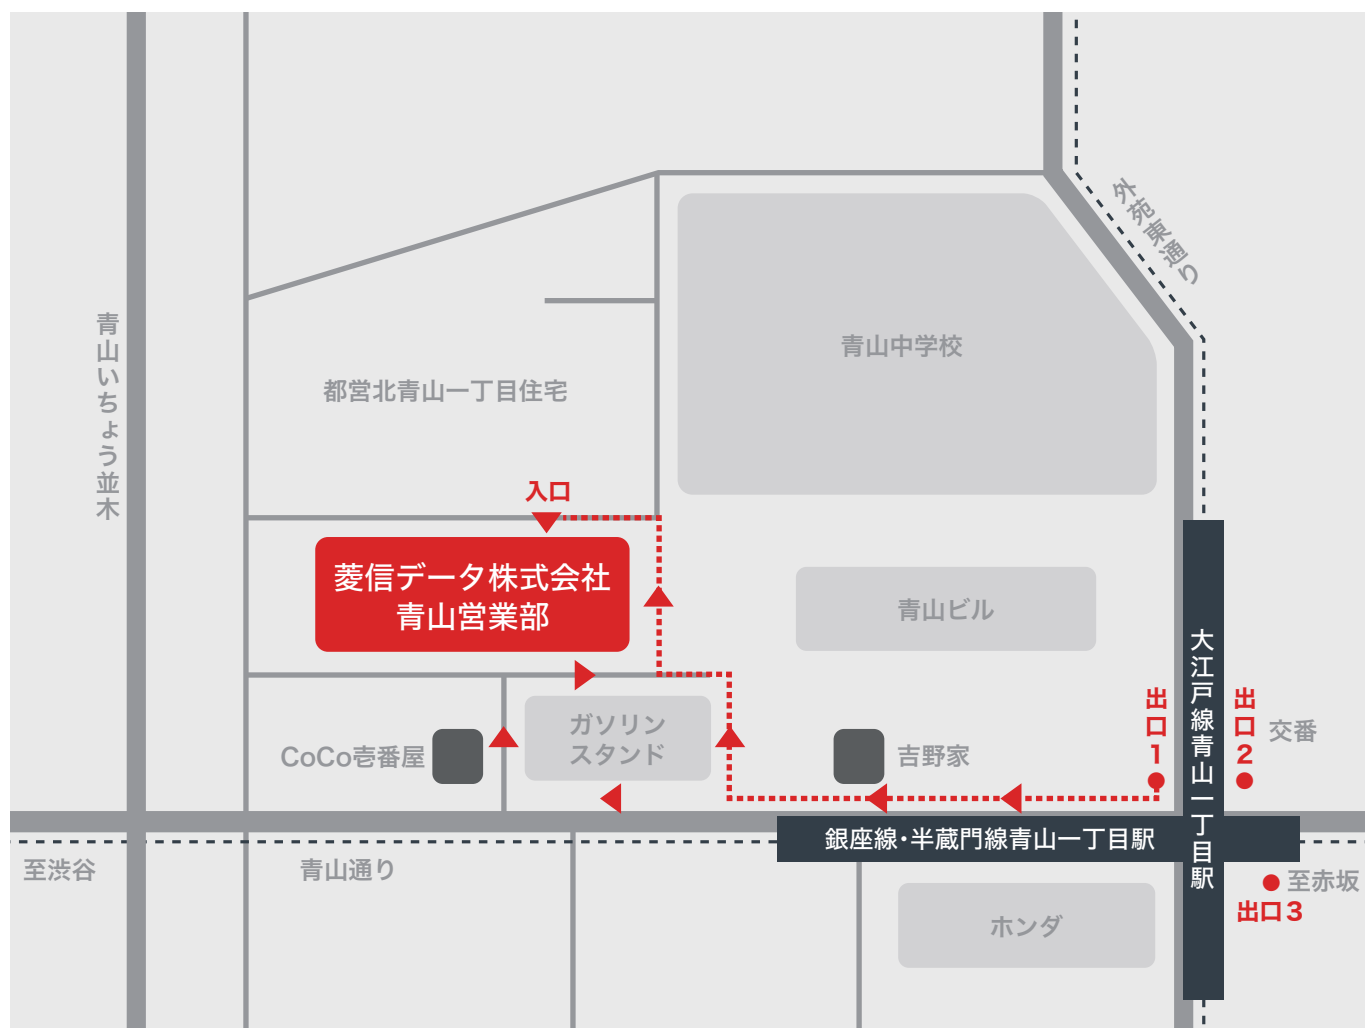 外苑東通り
青山いちょう並木
青山中学校
都営北青山一丁目住宅
入口
菱信データ株式会社
青山営業部
青山ビル
大江戸線青山一丁目駅
出口1
出口2
交番
ガソリン
スタンド
CoCo壱番屋
吉野家
銀座線・半蔵門線青山一丁目駅
至渋谷
青山通り
至赤坂
出口3
ホンダ